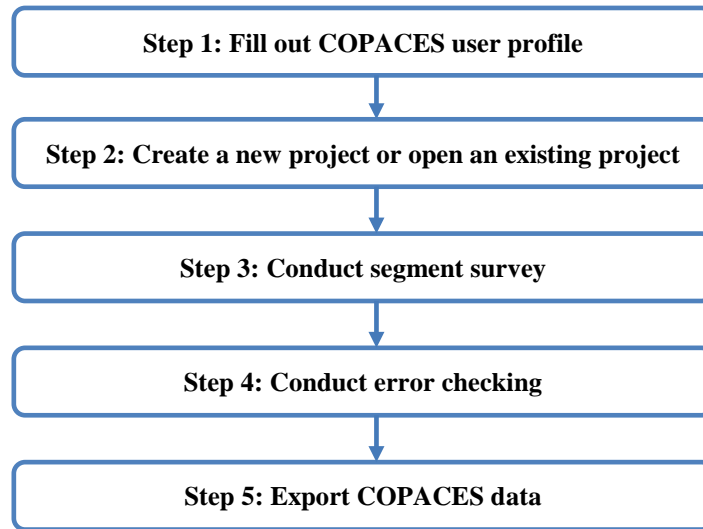 Step 1: Fill out COPACES user profile
Step 2: Create a new project or open an existing project
Step 3: Conduct segment survey
Step 4: Conduct error checking
Step 5: Export COPACES data